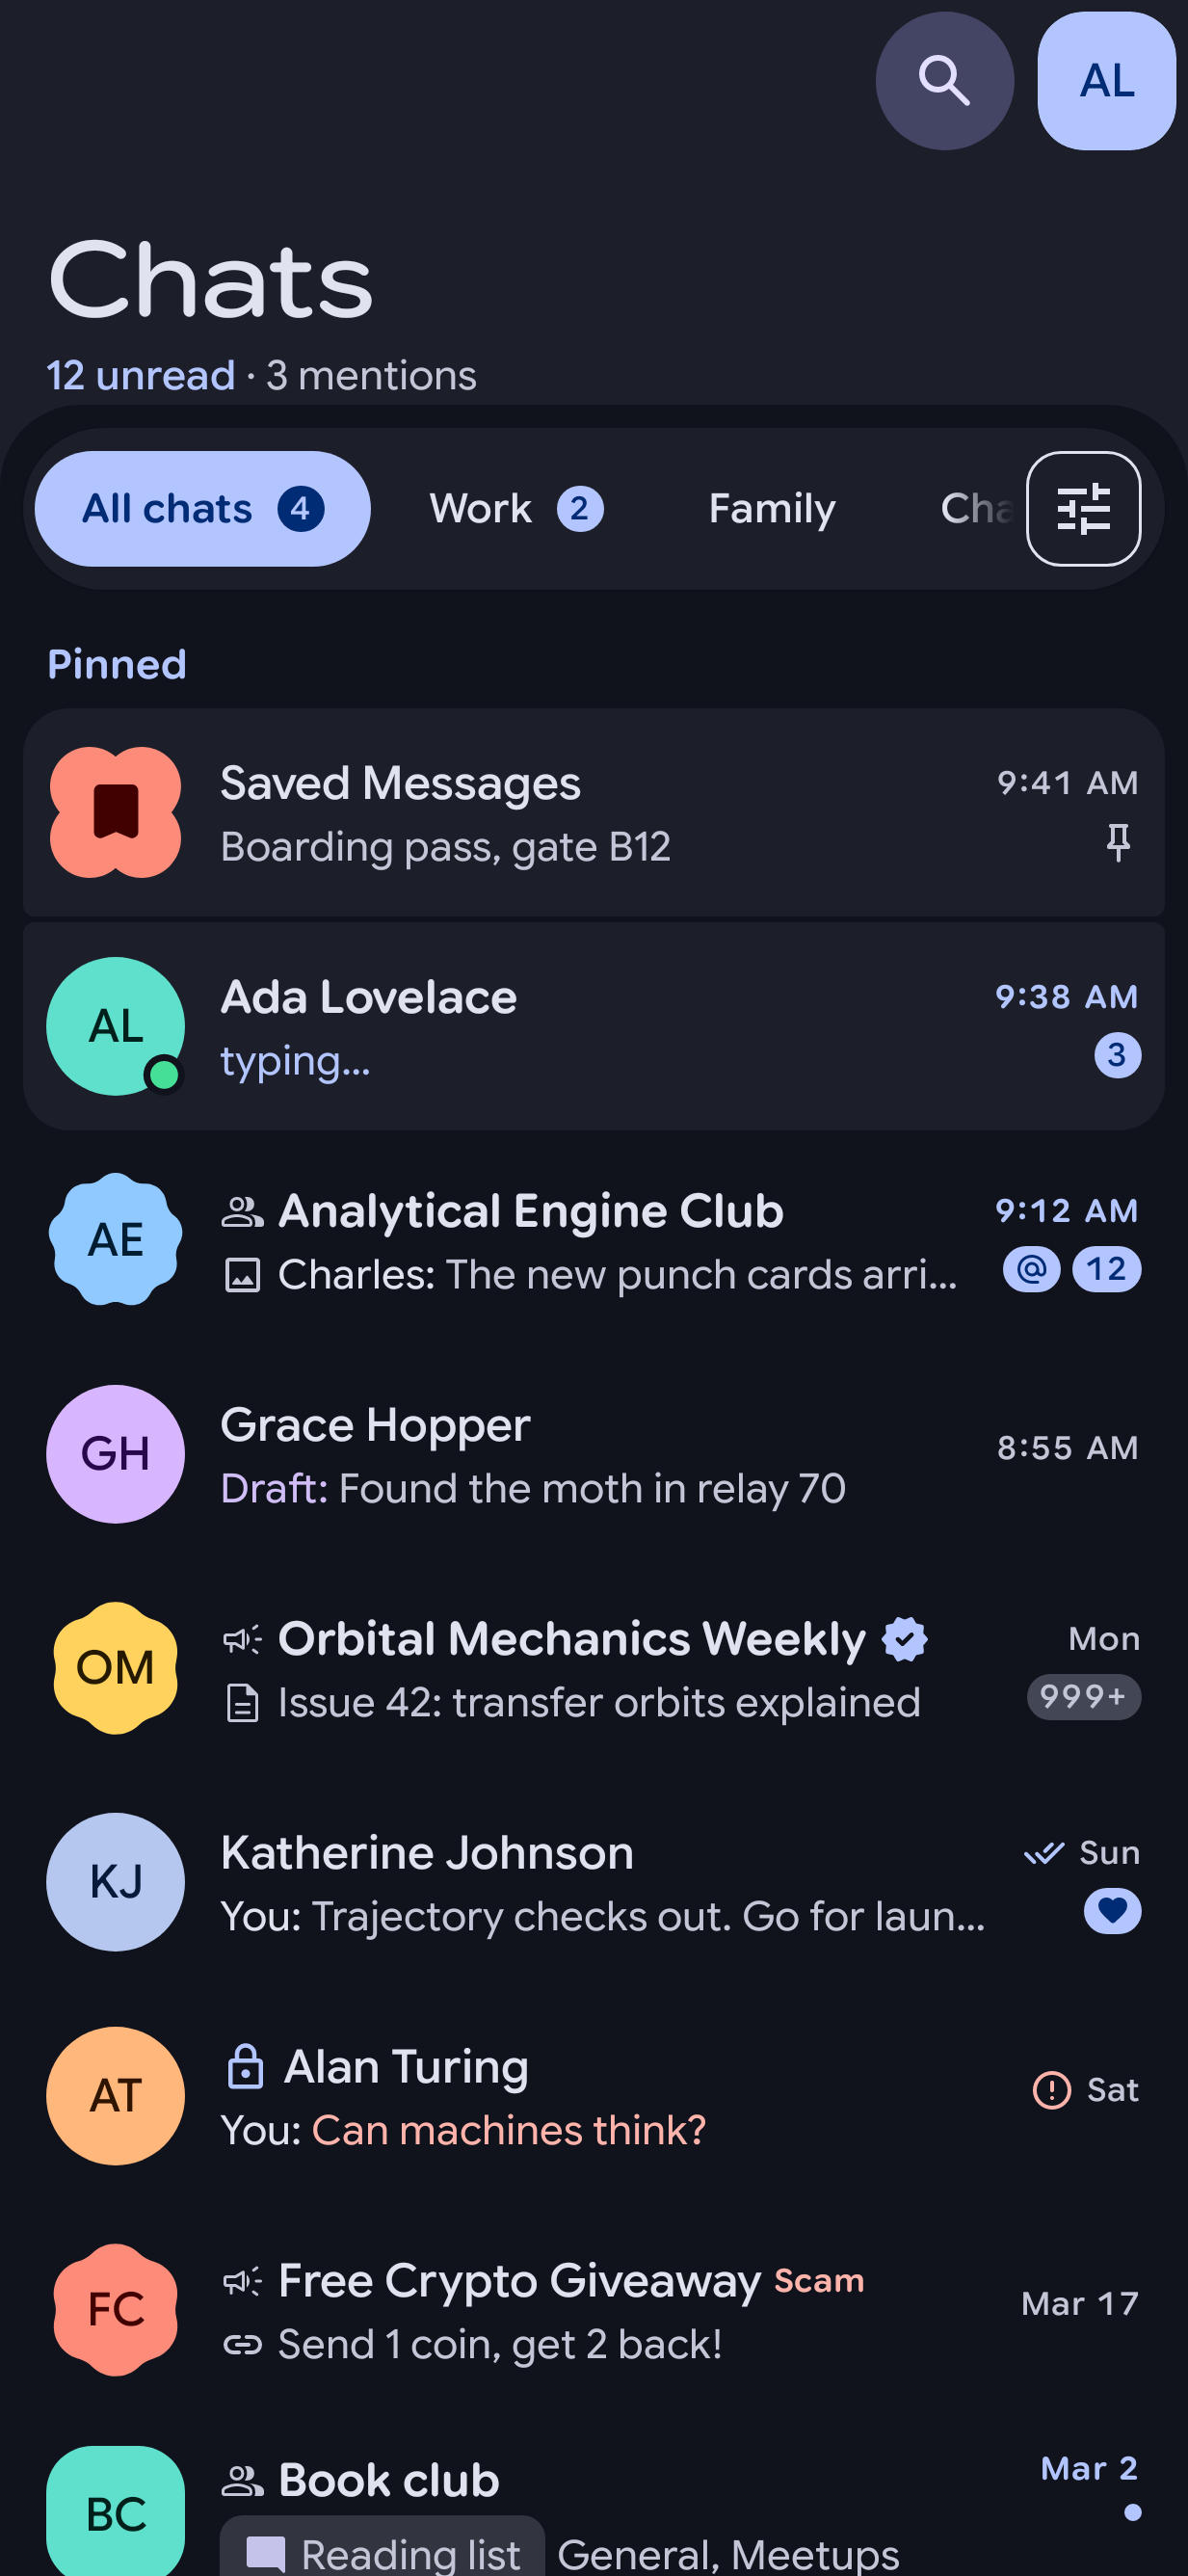 AL
Chats
12 unread · 3 mentions
All chats 4 Work 2 Family Cha
Pinned
Saved Messages 9:41 AM
Boarding pass, gate B12
AL Ada Lovelace 9:38 AM
typing... 3
AE Analytical Engine Club 9:12 AM
Charles: The new punch cards arri... @ 12
GH Grace Hopper 8:55 AM
Draft: Found the moth in relay 70
OM Orbital Mechanics Weekly Mon
Issue 42: transfer orbits explained 999+
KJ Katherine Johnson Sun
You: Trajectory checks out. Go for laun...
AT Alan Turing Sat
You: Can machines think?
FC Free Crypto Giveaway Scam Mar 17
Send 1 coin, get 2 back!
BC Book club Mar 2
Reading list General, Meetups